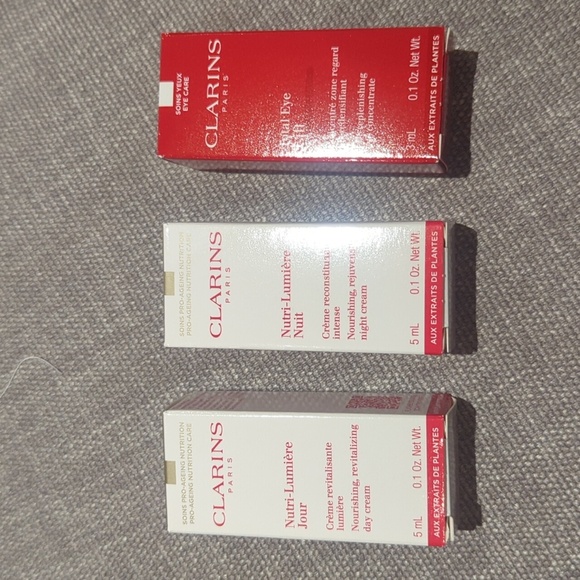 SOINS YEUX
EYE CARE
CLARINS
PARIS
Total Eye
zone regard
replenishing
concentrate
3 mL 0.1 Oz. Net Wt.
AUX EXTRAITS DE PLANTES
SOINS PRO-AGEING NUTRITION
PRO-AGEING NUTRITION CARE
CLARINS
PARIS
Nutri-Lumière
Nuit
Crème
intense
Nourishing,
night cream
5 mL 0.1 Oz. Net Wt.
AUX EXTRAITS DE PLANTES
SOINS PRO-AGEING NUTRITION
PRO-AGEING NUTRITION CARE
CLARINS
PARIS
Nutri-Lumière
Jour
Crème revitalisante
lumière
Nourishing, revitalizing
day cream
5 mL 0.1 Oz. Net Wt.
AUX EXTRAITS DE PLANTES